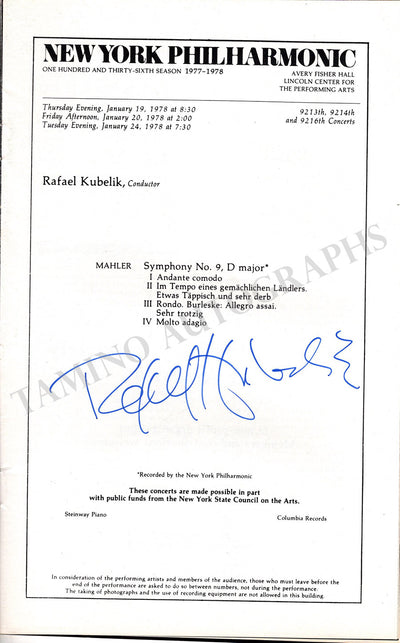 NEW YORK PHILHARMONIC
ONE HUNDRED AND THIRTY-SIXTH SEASON 1977-1978
AVERY FISHER HALL
LINCOLN CENTER FOR
THE PERFORMING ARTS
Thursday Evening, January 19, 1978 at 8:30
Friday Afternoon, January 20, 1978 at 2:00
Tuesday Evening, January 24, 1978 at 7:30
9213th, 9214th
and 9216th Concerts
Rafael Kubelik, Conductor
MAHLER Symphony No. 9, D major*
I Andante comodo
II Im Tempo eines gemächlichen Ländlers.
Etwas Täppisch und sehr derb
III Rondo. Burleske: Allegro assai.
Sehr trotzig
IV Molto adagio
TAMINO AUTOGRAPHS
Rafael Kubelik
*Recorded by the New York Philharmonic
These concerts are made possible in part
with public funds from the New York State Council on the Arts.
Steinway Piano
Columbia Records
In consideration of the performing artists and members of the audience, those who must leave before the
end of the performance are asked to do so between numbers, not during the performance.
The taking of photographs and the use of recording equipment are not allowed in this building.